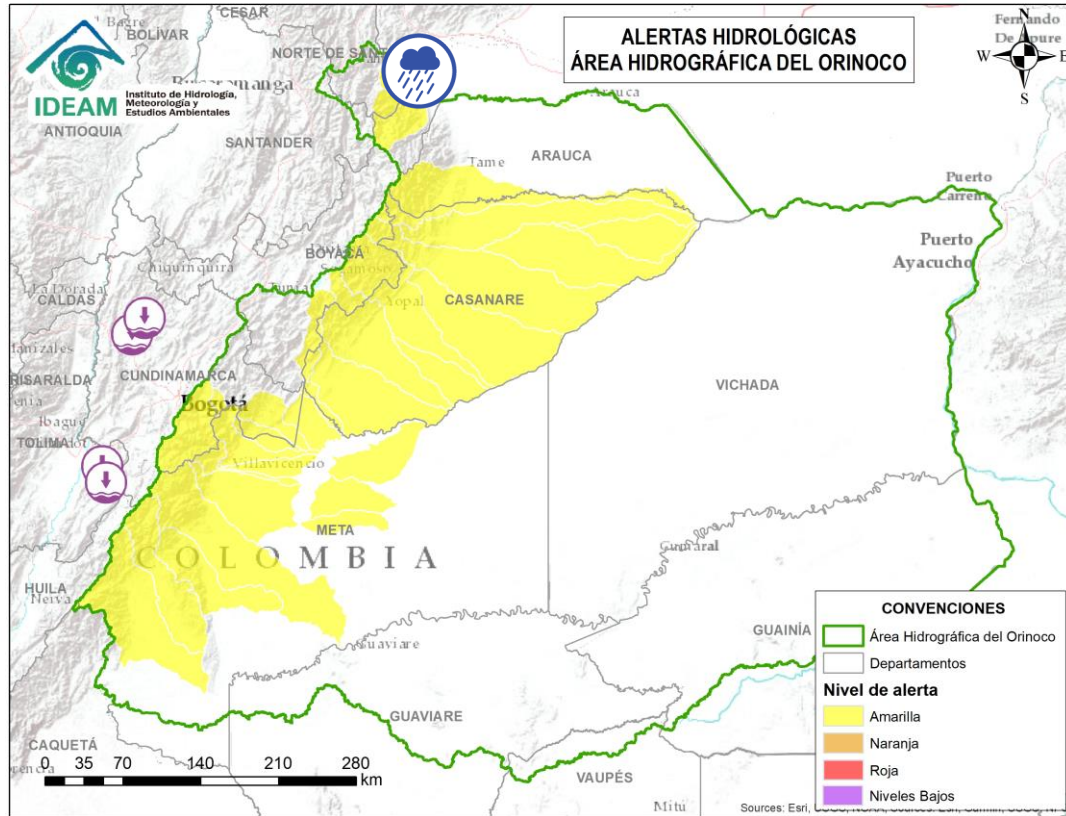 CESAR
BOLÍVAR
NORTE DE SANT
ALERTAS HIDROLÓGICAS
ÁREA HIDROGRÁFICA DEL ORINOCO
N
W
E
S
IDEAM
Instituto de Hidrología,
Meteorología y
Estudios Ambientales
ANTIOQUIA
SANTANDER
Arauca
ARAUCA
Tame
Puerto
Carreño
Puerto
Ayacucho
BOYACÁ
Chiquinquirá
Tunja
La Dorada
CALDAS
Yopal
CASANARE
RISARALDA
CUNDINAMARCA
VICHADA
Bogotá
Ibagué
TOLIMA
Villavicencio
META
COLOMBIA
HUILA
Neiva
Guaviare
GUAINÍA
GUAVIARE
CAQUETÁ
VAUPÉS
Mitú
0 35 70 140 210 280
km
CONVENCIONES
Área Hidrográfica del Orinoco
Departamentos
Nivel de alerta
Amarilla
Naranja
Roja
Niveles Bajos
Sources: Esri,